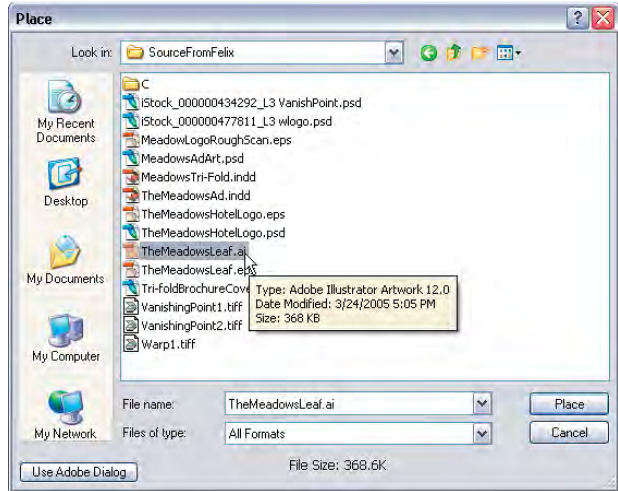 Place
Look in:
SourceFromFelix
My Recent
Documents
Desktop
My Documents
My Computer
My Network
C
iStock_000000434292_L3 VanishPoint.psd
iStock_000000477811_L3 wlogo.psd
MeadowLogoRoughScan.eps
MeadowsAdArt.psd
MeadowsTri-Fold.indd
TheMeadowsAd.indd
TheMeadowsHotelLogo.eps
TheMeadowsHotelLogo.psd
TheMeadowsLeaf.ai
TheMeadowsLeaf.eps
Tri-foldBrochureCove
VanishingPoint1.tiff
VanishingPoint2.tiff
Warp1.tiff
Type: Adobe Illustrator Artwork 12.0
Date Modified: 3/24/2005 5:05 PM
Size: 368 KB
File name:
TheMeadowsLeaf.ai
Place
Files of type:
All Formats
Cancel
Use Adobe Dialog
File Size: 368.6K